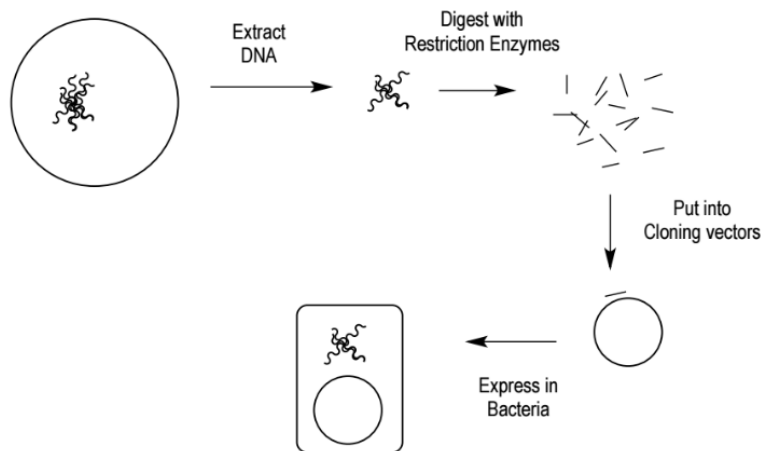 Extract
DNA
Digest with
Restriction Enzymes
Put into
Cloning vectors
Express in
Bacteria